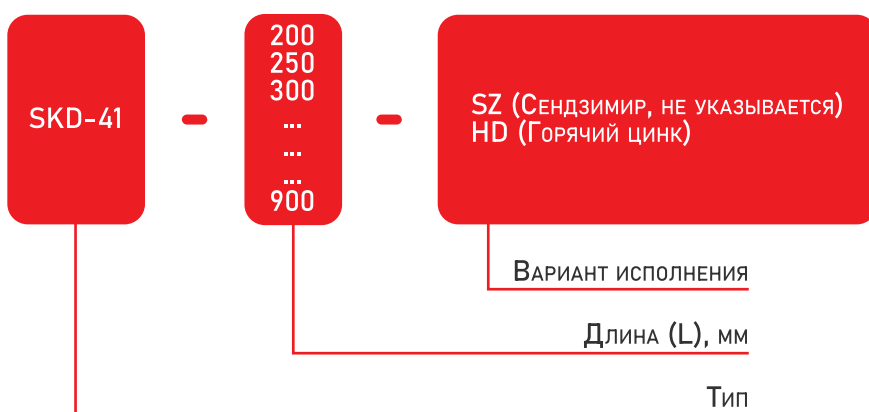 SKD-41
-
200
250
300
...
...
...
900
-
SZ (Сендзимир, не указывается)
HD (Горячий цинк)
Вариант исполнения
Длина (L), мм
Тип